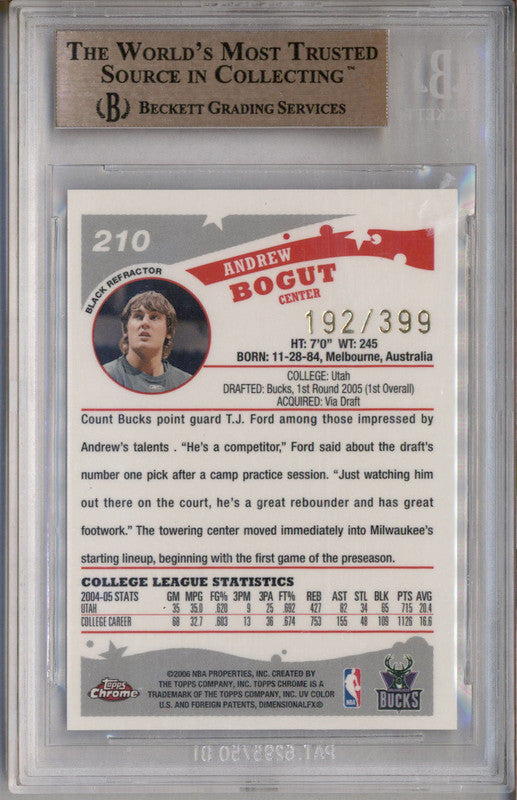 THE WORLD'S MOST TRUSTED
SOURCE IN COLLECTING™
B BECKETT GRADING SERVICES
210
ANDREW
BOGUT
CENTER
BLACK REFRACTOR
192/399
HT: 7'0" WT: 245
BORN: 11-28-84, Melbourne, Australia
COLLEGE: Utah
DRAFTED: Bucks, 1st Round 2005 (1st Overall)
ACQUIRED: Via Draft
Count Bucks point guard T.J. Ford among those impressed by
Andrew's talents . "He's a competitor," Ford said about the draft's
number one pick after a camp practice session. "Just watching him
out there on the court, he's a great rebounder and has great
footwork." The towering center moved immediately into Milwaukee's
starting lineup, beginning with the first game of the preseason.
COLLEGE LEAGUE STATISTICS
2004-05 STATS GM MPG FG% 3PM 3PA FT% REB AST STL BLK PTS AVG
UTAH 35 35.0 .620 9 25 .692 427 82 34 65 715 20.4
COLLEGE CAREER 68 32.7 .603 13 36 .674 753 155 48 109 1126 16.6
©2006 NBA PROPERTIES, INC. CREATED BY
THE TOPPS COMPANY, INC. TOPPS CHROME IS A
TRADEMARK OF THE TOPPS COMPANY, INC. UV COLOR
U.S. AND FOREIGN PATENTS, DIMENSIONALFX®
Topps
Chrome
NBA
BUCKS